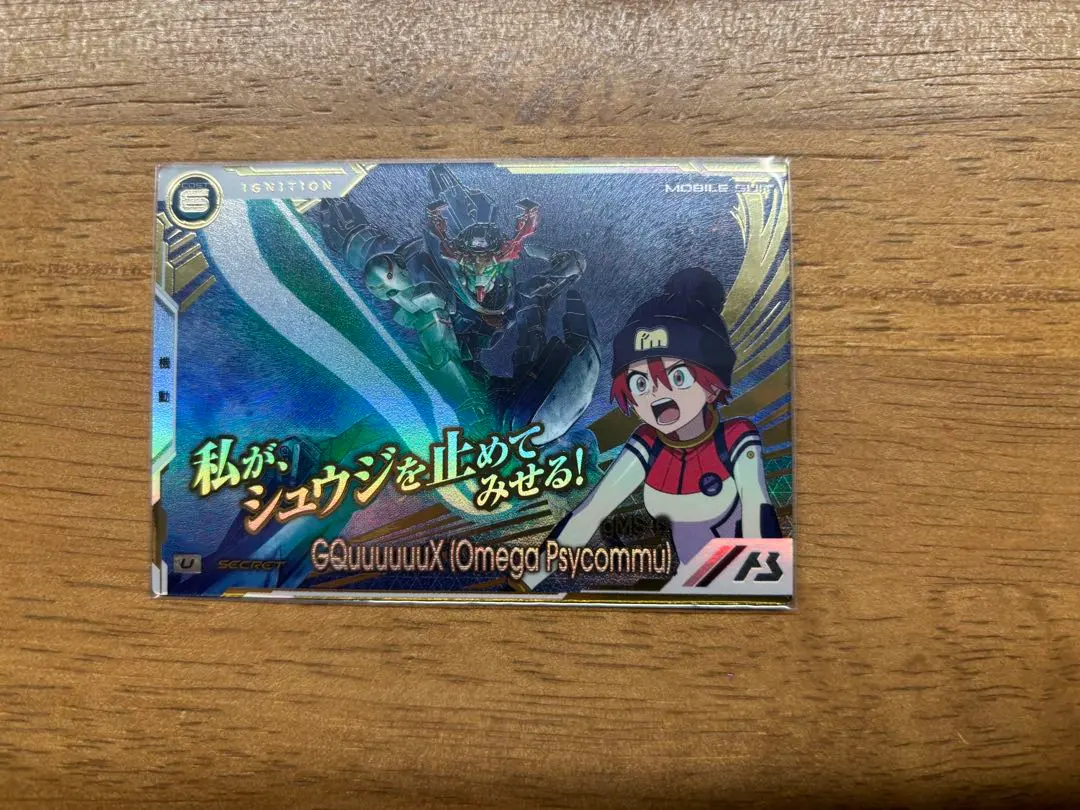 COST
6
IGNITION
MOBILE SUIT
機動
I'm
私が、
シュウジを止めて
みせる!
GQuuuuuuX (Omega Psycommu)
U
SECRET